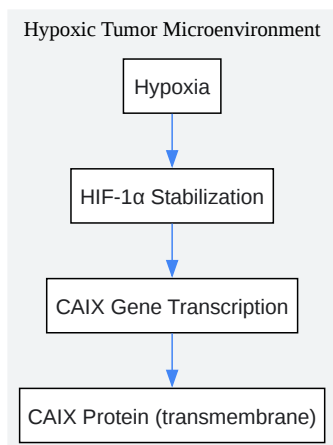 Hypoxic Tumor Microenvironment
Hypoxia
HIF-1α Stabilization
CAIX Gene Transcription
CAIX Protein (transmembrane)